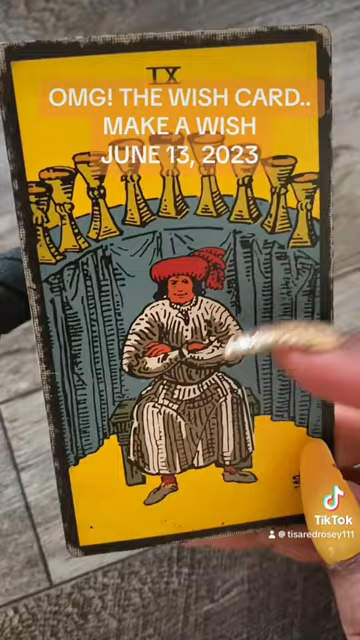 IX
OMG! THE WISH CARD..
MAKE A WISH
JUNE 13, 2023
TikTok
@tisaredrosey111